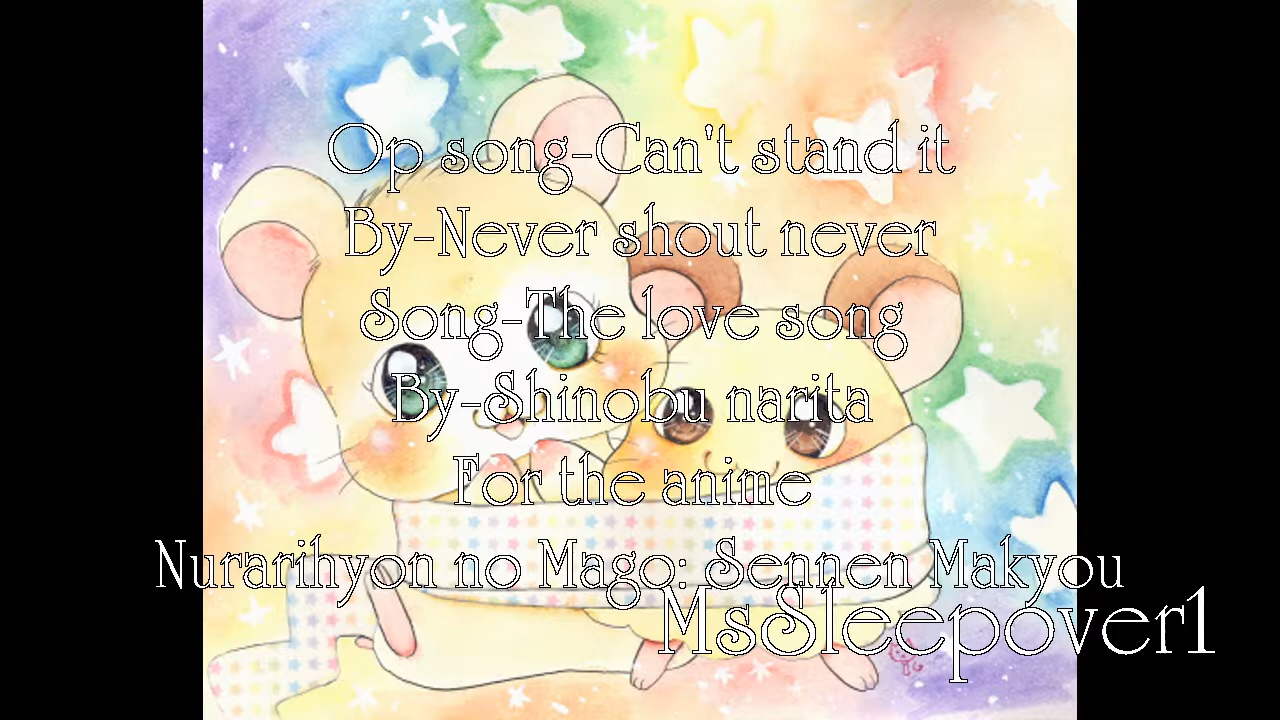 Op song-Can't stand it
By-Never shout never
Song-The love song
By-Shinobu narita
For the anime
Nurarihyon no Mago: Sennen Makyou
MsSleepover1